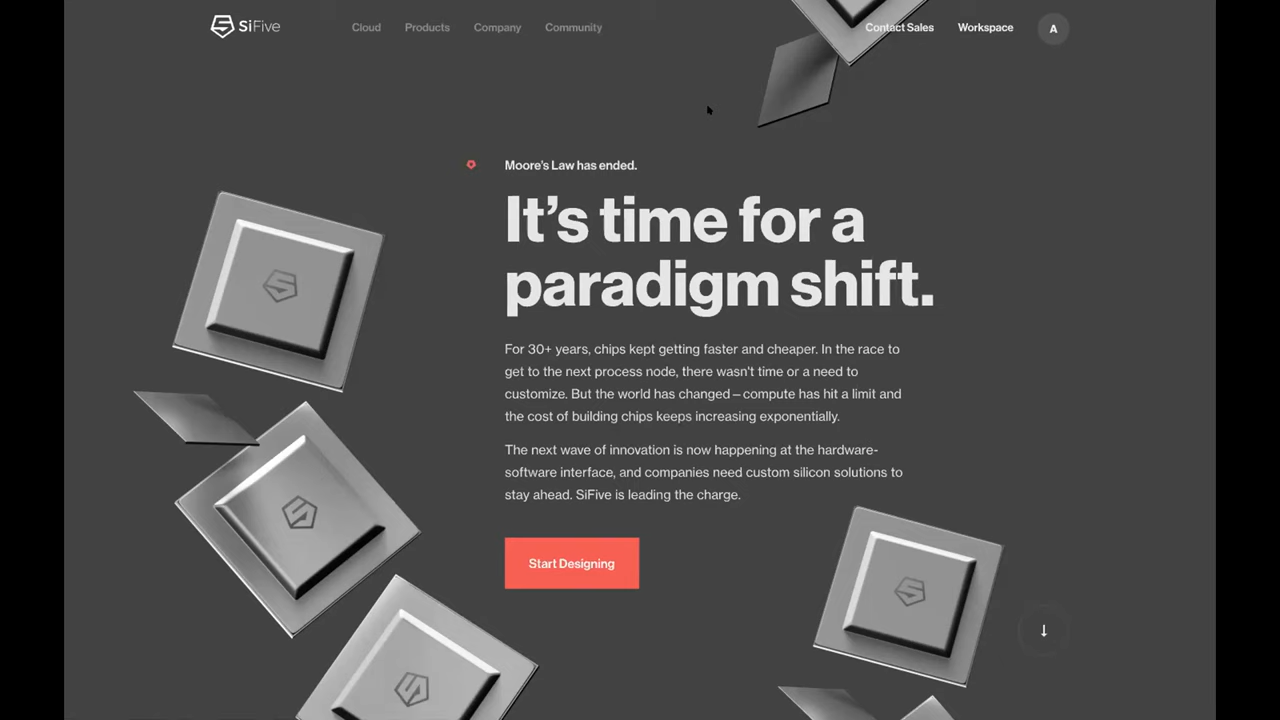 SiFive
Cloud Products Company Community
Contact Sales Workspace A
Moore's Law has ended.
It’s time for a
paradigm shift.
For 30+ years, chips kept getting faster and cheaper. In the race to
get to the next process node, there wasn't time or a need to
customize. But the world has changed – compute has hit a limit and
the cost of building chips keeps increasing exponentially.
The next wave of innovation is now happening at the hardware-
software interface, and companies need custom silicon solutions to
stay ahead. SiFive is leading the charge.
Start Designing